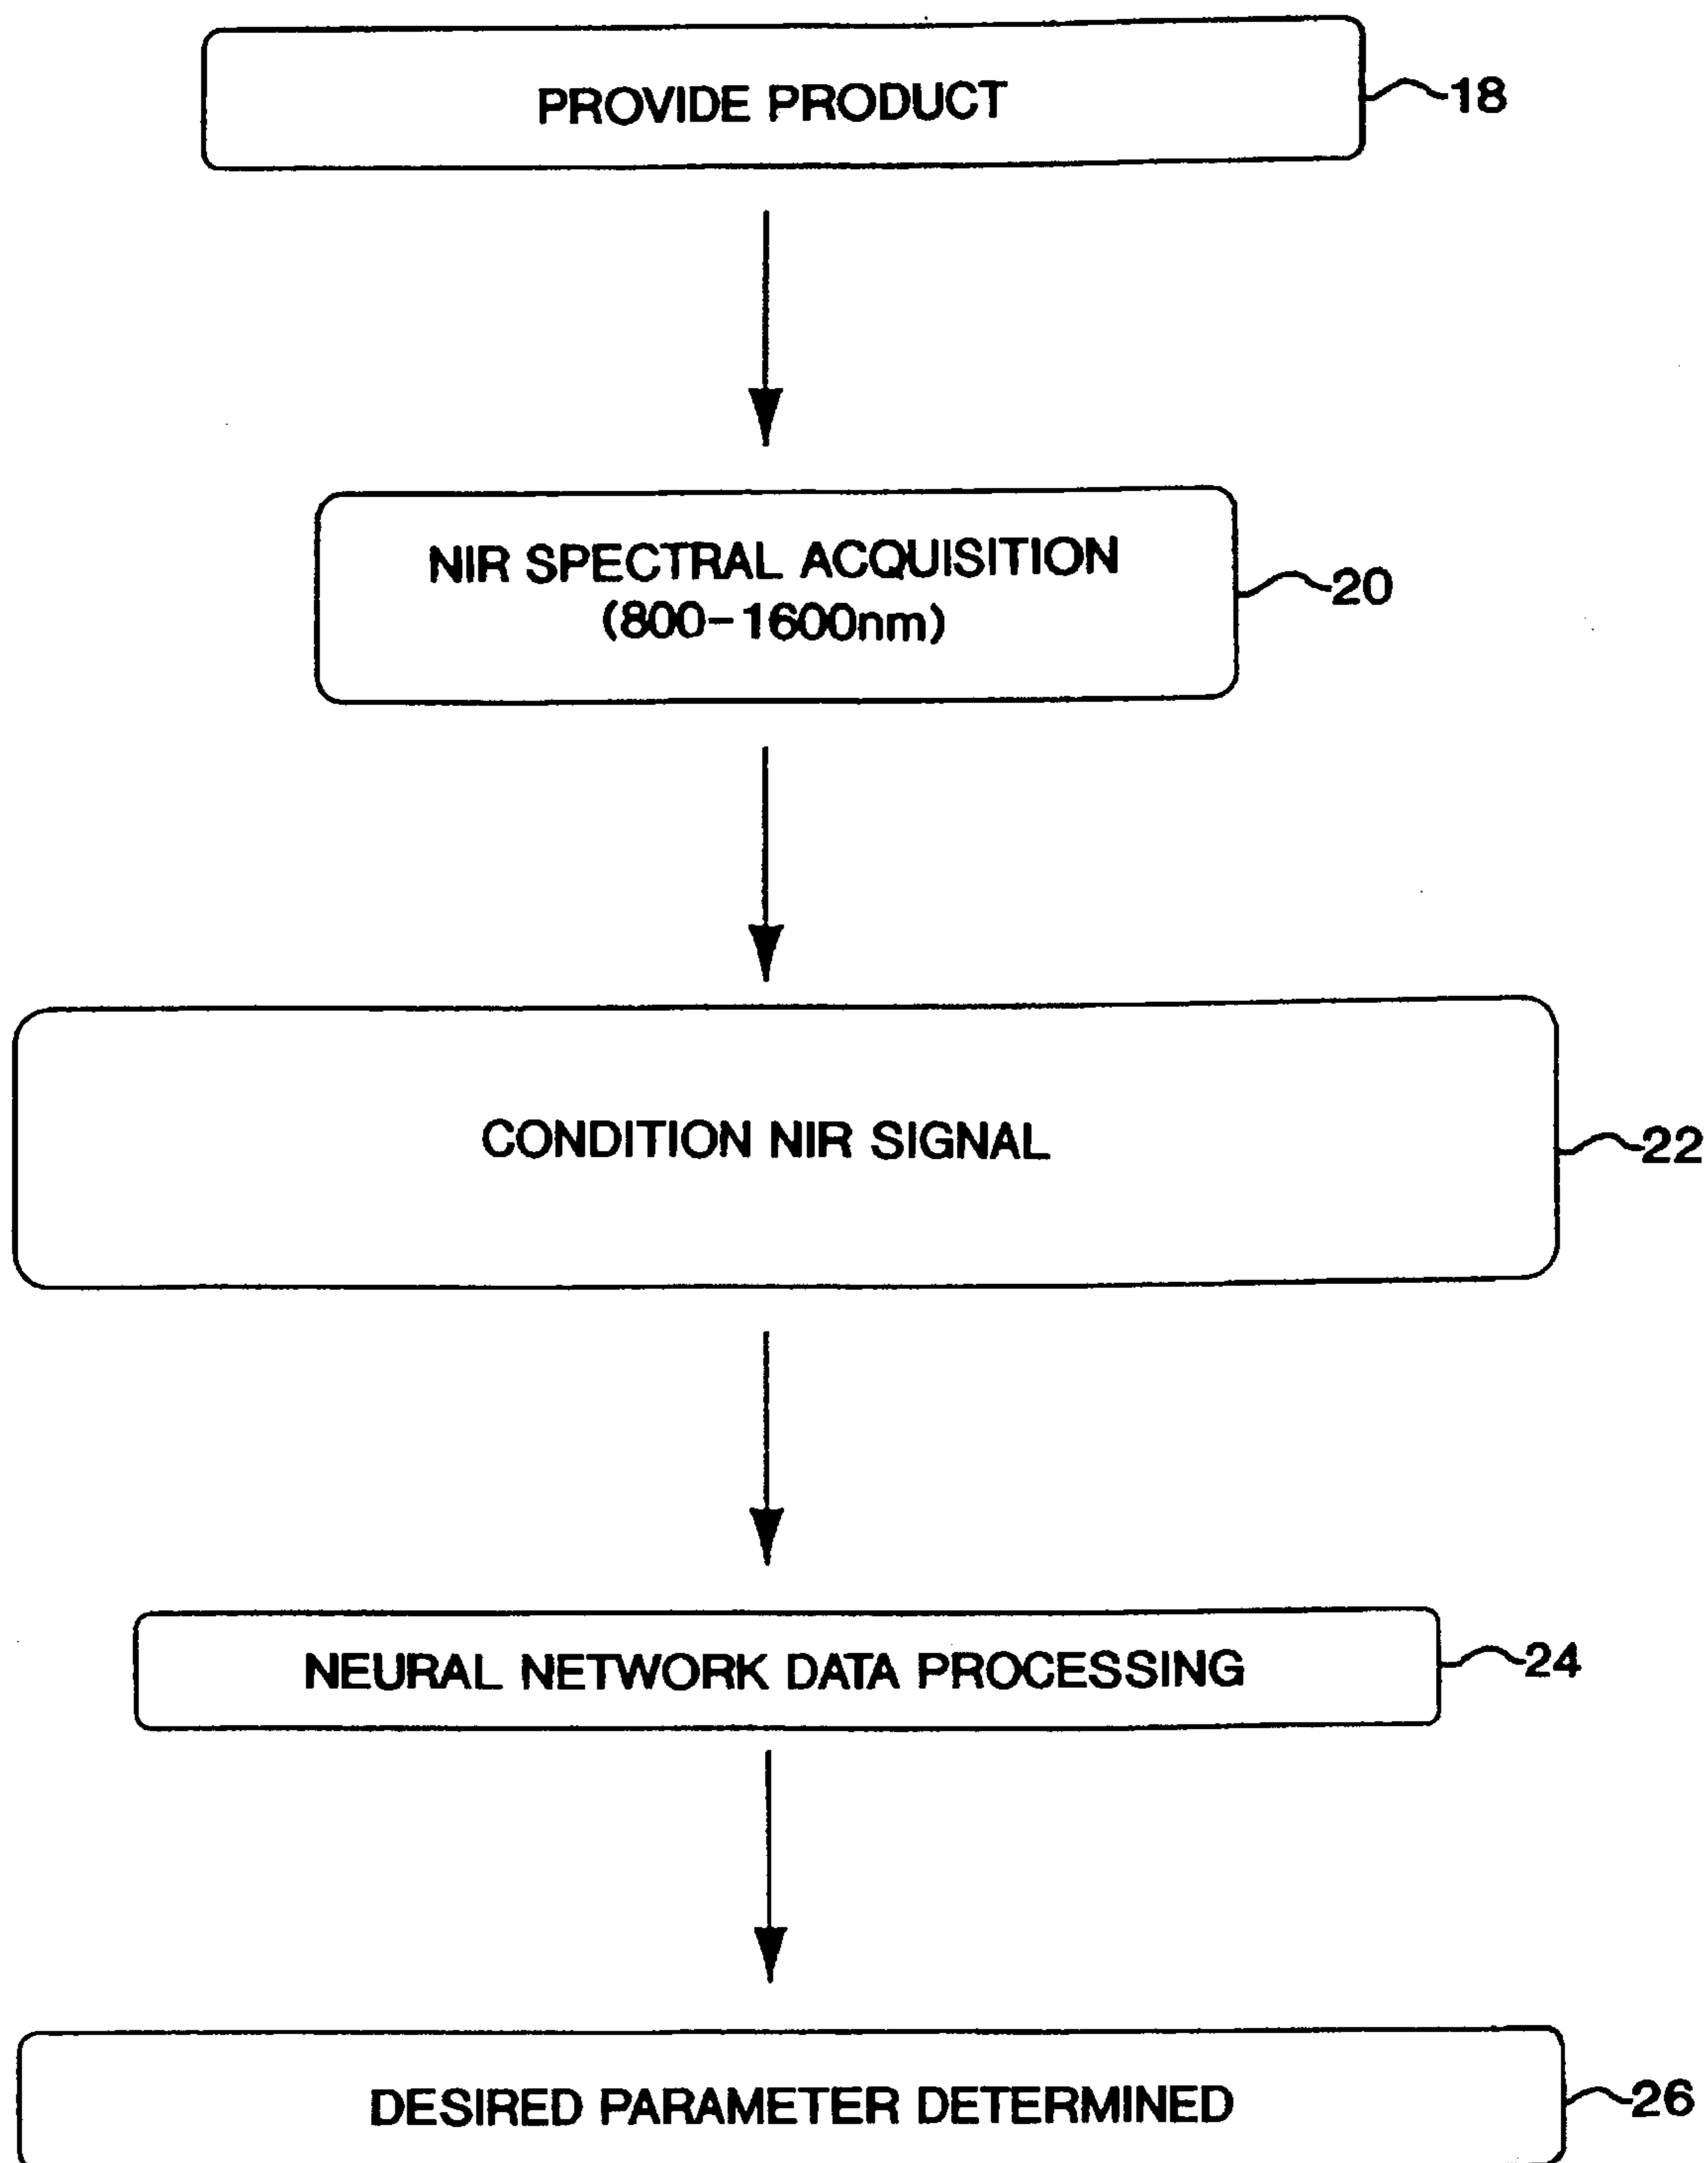 PROVIDE PRODUCT
18
NIR SPECTRAL ACQUISITION
(800-1600nm)
20
CONDITION NIR SIGNAL
22
NEURAL NETWORK DATA PROCESSING
24
DESIRED PARAMETER DETERMINED
26